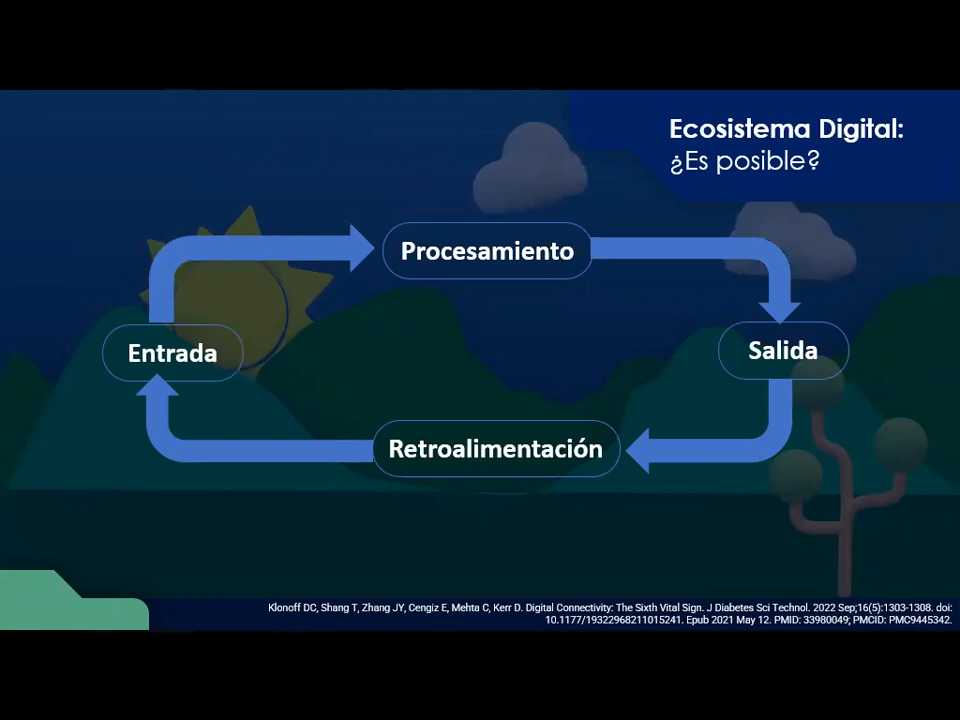 Ecosistema Digital:
¿Es posible?
Procesamiento
Entrada
Salida
Retroalimentación
Klonoff DC, Shang T, Zhang JY, Cengiz E, Mehta C, Kerr D. Digital Connectivity: The Sixth Vital Sign. J Diabetes Sci Technol. 2022 Sep;16(5):1303-1308. doi:
10.1177/19322968211015241. Epub 2021 May 12. PMID: 33980049; PMCID: PMC9445342.